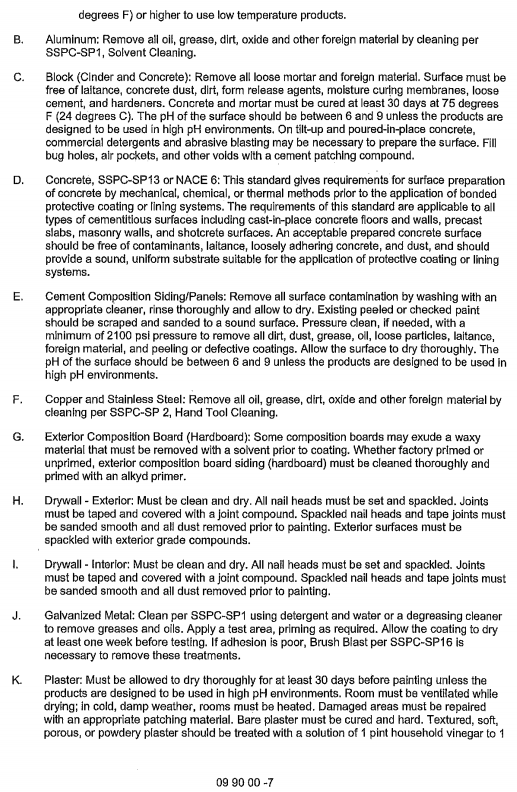 degrees F) or higher to use low temperature products.
B. Aluminum: Remove all oil, grease, dirt, oxide and other foreign material by cleaning per
SSPC-SP1, Solvent Cleaning.
C. Block (Cinder and Concrete): Remove all loose mortar and foreign material. Surface must be
free of laitance, concrete dust, dirt, form release agents, moisture curing membranes, loose
cement, and hardeners. Concrete and mortar must be cured at least 30 days at 75 degrees
F (24 degrees C). The pH of the surface should be between 6 and 9 unless the products are
designed to be used in high pH environments. On tilt-up and poured-in-place concrete,
commercial detergents and abrasive blasting may be necessary to prepare the surface. Fill
bug holes, air pockets, and other voids with a cement patching compound.
D. Concrete, SSPC-SP13 or NACE 6: This standard gives requirements for surface preparation
of concrete by mechanical, chemical, or thermal methods prior to the application of bonded
protective coating or lining systems. The requirements of this standard are applicable to all
types of cementitious surfaces including cast-in-place concrete floors and walls, precast
slabs, masonry walls, and shotcrete surfaces. An acceptable prepared concrete surface
should be free of contaminants, laitance, loosely adhering concrete, and dust, and should
provide a sound, uniform substrate suitable for the application of protective coating or lining
systems.
E. Cement Composition Siding/Panels: Remove all surface contamination by washing with an
appropriate cleaner, rinse thoroughly and allow to dry. Existing peeled or checked paint
should be scraped and sanded to a sound surface. Pressure clean, if needed, with a
minimum of 2100 psi pressure to remove all dirt, dust, grease, oil, loose particles, laitance,
foreign material, and peeling or defective coatings. Allow the surface to dry thoroughly. The
pH of the surface should be between 6 and 9 unless the products are designed to be used in
high pH environments.
F. Copper and Stainless Steel: Remove all oil, grease, dirt, oxide and other foreign material by
cleaning per SSPC-SP 2, Hand Tool Cleaning.
G. Exterior Composition Board (Hardboard): Some composition boards may exude a waxy
material that must be removed with a solvent prior to coating. Whether factory primed or
unprimed, exterior composition board siding (hardboard) must be cleaned thoroughly and
primed with an alkyd primer.
H. Drywall - Exterior: Must be clean and dry. All nail heads must be set and spackled. Joints
must be taped and covered with a joint compound. Spackled nail heads and tape joints must
be sanded smooth and all dust removed prior to painting. Exterior surfaces must be
spackled with exterior grade compounds.
I. Drywall - Interior: Must be clean and dry. All nail heads must be set and spackled. Joints
must be taped and covered with a joint compound. Spackled nail heads and tape joints must
be sanded smooth and all dust removed prior to painting.
J. Galvanized Metal: Clean per SSPC-SP1 using detergent and water or a degreasing cleaner
to remove greases and oils. Apply a test area, priming as required. Allow the coating to dry
at least one week before testing. If adhesion is poor, Brush Blast per SSPC-SP16 is
necessary to remove these treatments.
K. Plaster: Must be allowed to dry thoroughly for at least 30 days before painting unless the
products are designed to be used in high pH environments. Room must be ventilated while
drying; in cold, damp weather, rooms must be heated. Damaged areas must be repaired
with an appropriate patching material. Bare plaster must be cured and hard. Textured, soft,
porous, or powdery plaster should be treated with a solution of 1 pint household vinegar to 1
09 90 00 -7